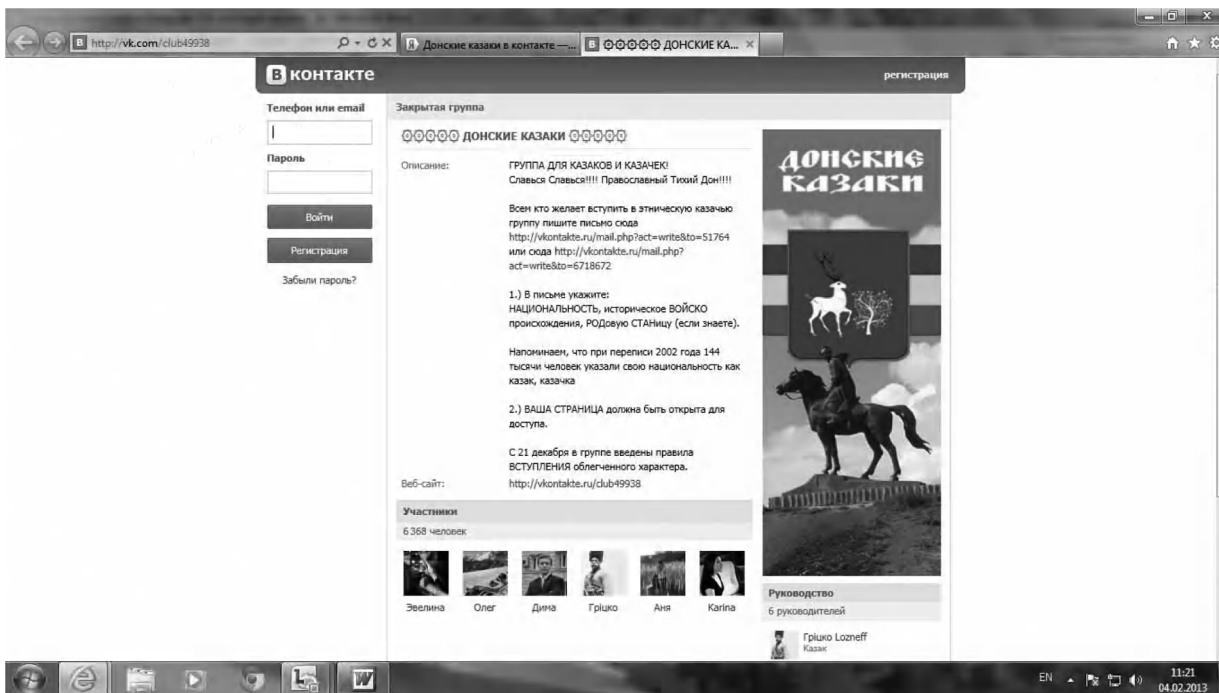 http://vk.com/club49938
Донские казаки в контакте —...
ДОНСКИЕ КА...
В контакте
регистрация
Телефон или email
Пароль
Войти
Регистрация
Забыли пароль?
Закрытая группа
ДОНСКИЕ КАЗАКИ
Описание:
ГРУППА ДЛЯ КАЗАКОВ И КАЗАЧЕК!
Славься Славься!!!! Православный Тихий Дон!!!!
Всем кто желает вступить в этническую казачью
группу пишите письмо сюда
http://vkontakte.ru/mail.php?act=write&to=51764
или сюда http://vkontakte.ru/mail.php?
act=write&to=6718672
1.) В письме укажите:
НАЦИОНАЛЬНОСТЬ, историческое ВОЙСКО
происхождения, РОДовую СТАНицу (если знаете).
Напоминаем, что при переписи 2002 года 144
тысячи человек указали свою национальность как
казак, казачка
2.) ВАША СТРАНИЦА должна быть открыта для
доступа.
С 21 декабря в группе введены правила
ВСТУПЛЕНИЯ облегченного характера.
Веб-сайт:
http://vkontakte.ru/club49938
Участники
6 368 человек
Эвелина
Олег
Дима
Гріцко
Аня
Karina
ДОНСКИЕ
КАЗАКИ
Руководство
6 руководителей
Гріцко Lozneff
Казак
EN
11:21
04.02.2013